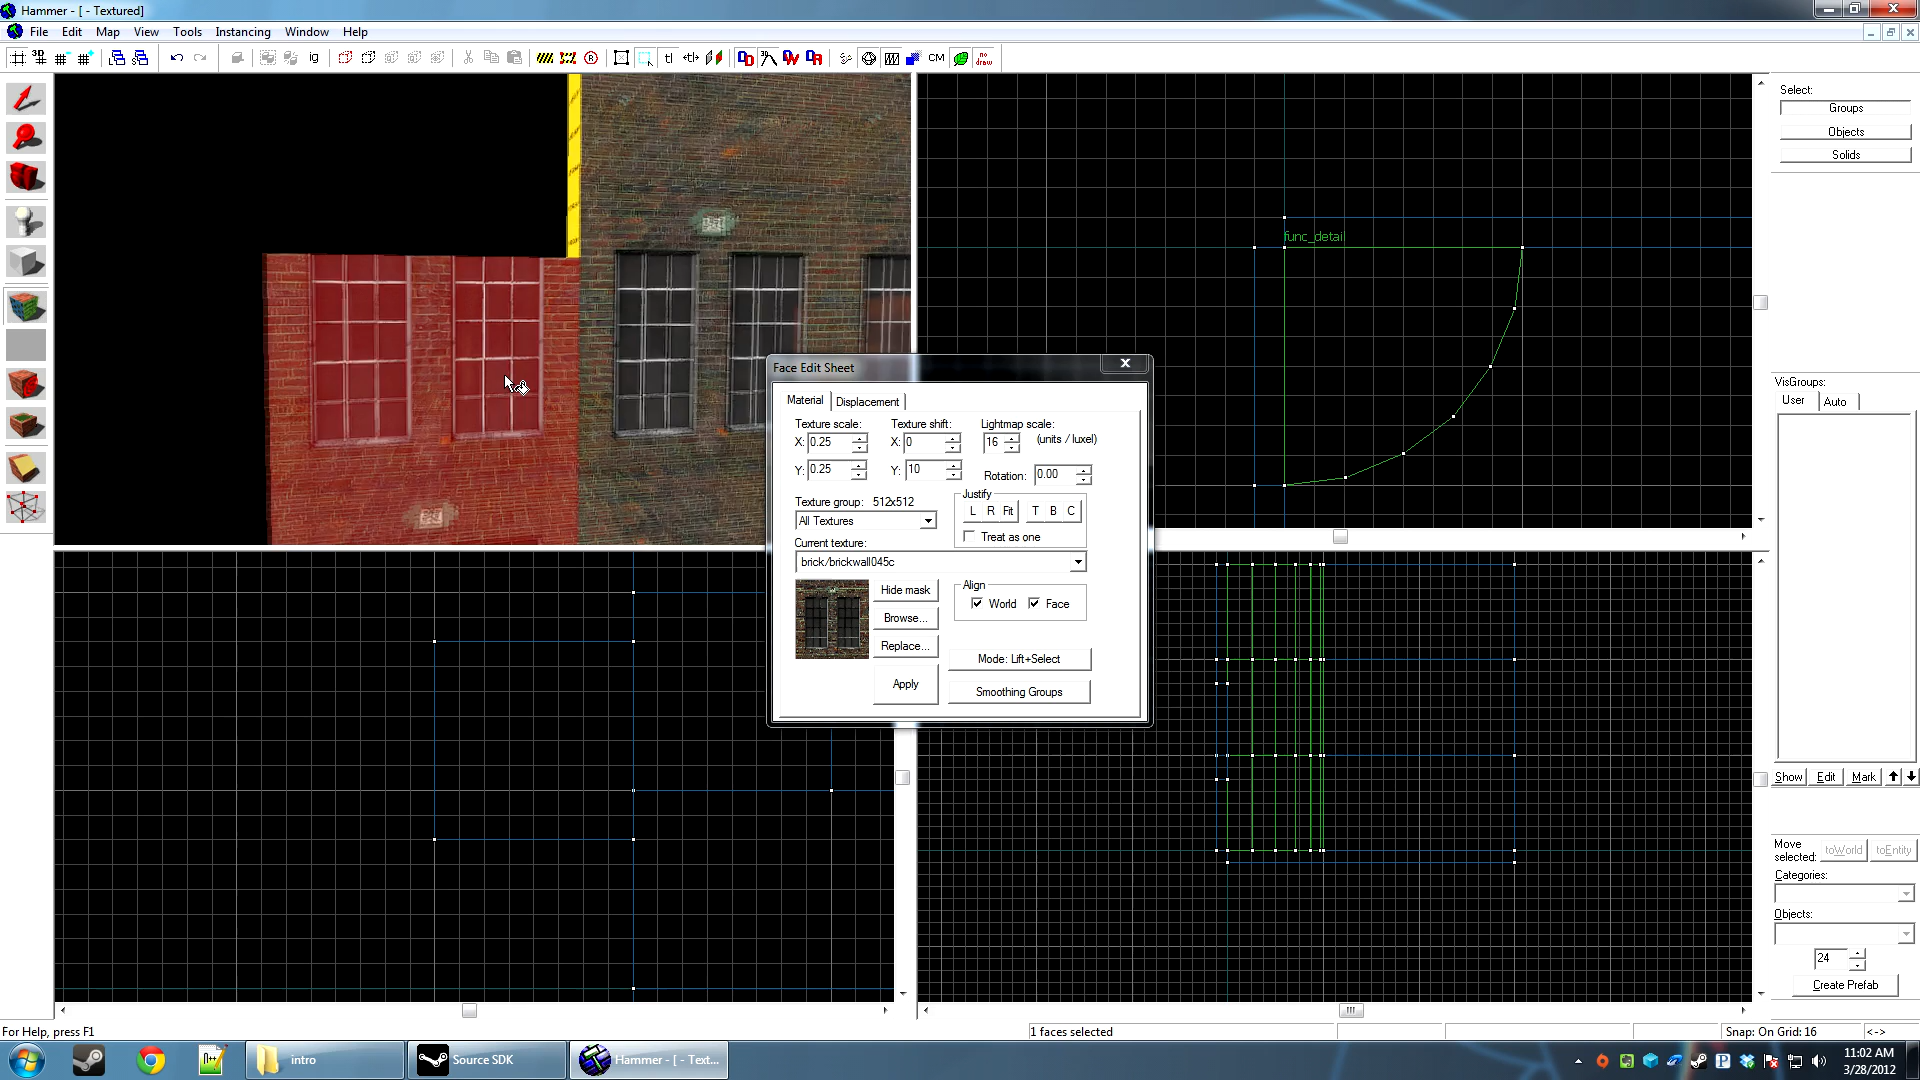 Hammer - [ - Textured]
File Edit Map View Tools Instancing Window Help
3D ig tl CM no draw
Select:
Groups
Objects
Solids
func_detail
Face Edit Sheet
Material Displacement
Texture scale: Texture shift: Lightmap scale:
X: 0.25 X: 0 16 (units / luxel)
Y: 0.25 Y: 10 Rotation: 0.00
Texture group: 512x512 Justify
All Textures L R Fit T B C
Current texture: Treat as one
brick/brickwall045c
Hide mask Align
World Face
Browse...
Replace...
Mode: Lift+Select
Apply
Smoothing Groups
VisGroups:
User Auto
Show Edit Mark
Move selected: toWorld toEntity
Categories:
Objects:
24
Create Prefab
For Help, press F1 1 faces selected Snap: On Grid: 16 <->
intro Source SDK Hammer - [ - Text...
11:02 AM
3/28/2012